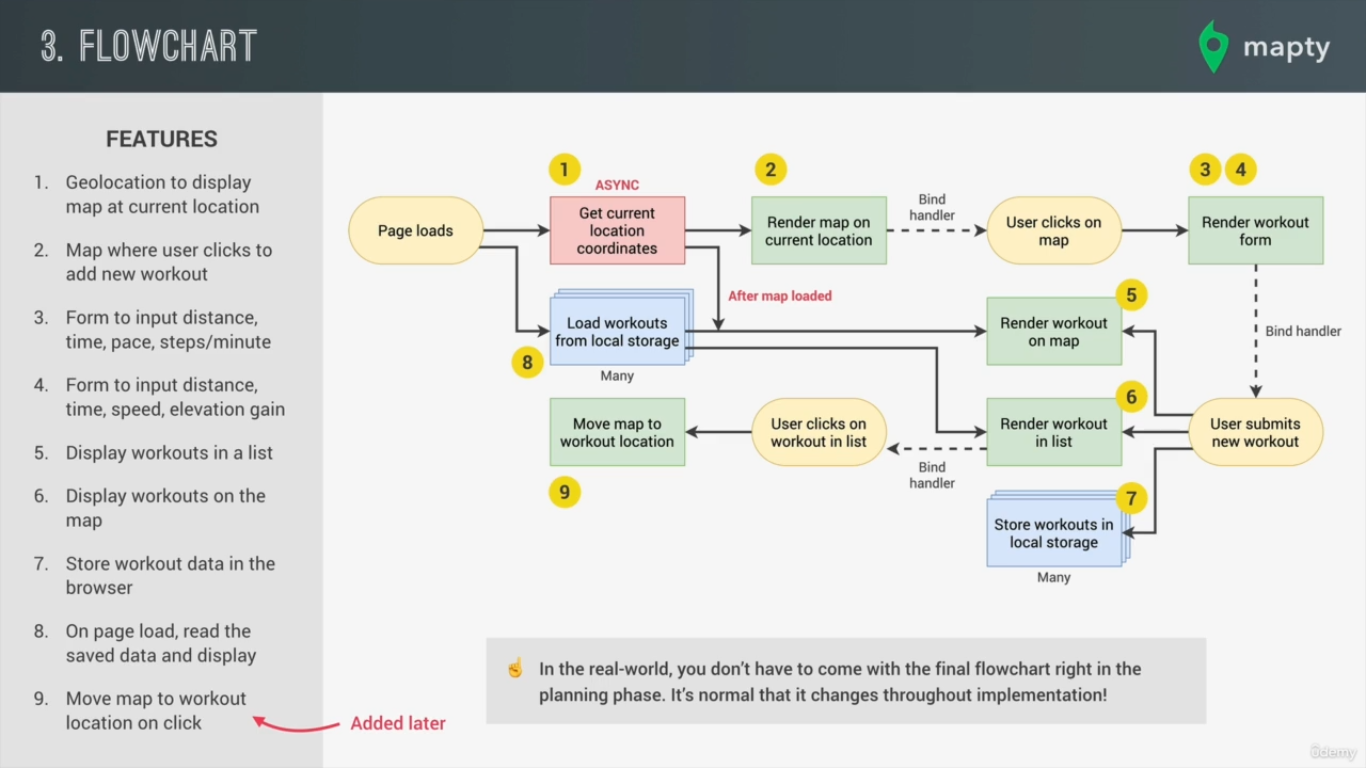 3. FLOWCHART
mapty
FEATURES
1. Geolocation to display
map at current location
2. Map where user clicks to
add new workout
3. Form to input distance,
time, pace, steps/minute
4. Form to input distance,
time, speed, elevation gain
5. Display workouts in a list
6. Display workouts on the
map
7. Store workout data in the
browser
8. On page load, read the
saved data and display
9. Move map to workout
location on click
Added later
Page loads
1
ASYNC
Get current
location
coordinates
2
Render map on
current location
Bind
handler
User clicks on
map
3 4
Render workout
form
After map loaded
Load workouts
from local storage
8
Many
5
Render workout
on map
Bind handler
Move map to
workout location
9
User clicks on
workout in list
Bind
handler
6
Render workout
in list
User submits
new workout
7
Store workouts in
local storage
Many
☝ In the real-world, you don’t have to come with the final flowchart right in the
planning phase. It’s normal that it changes throughout implementation!
ûdemy